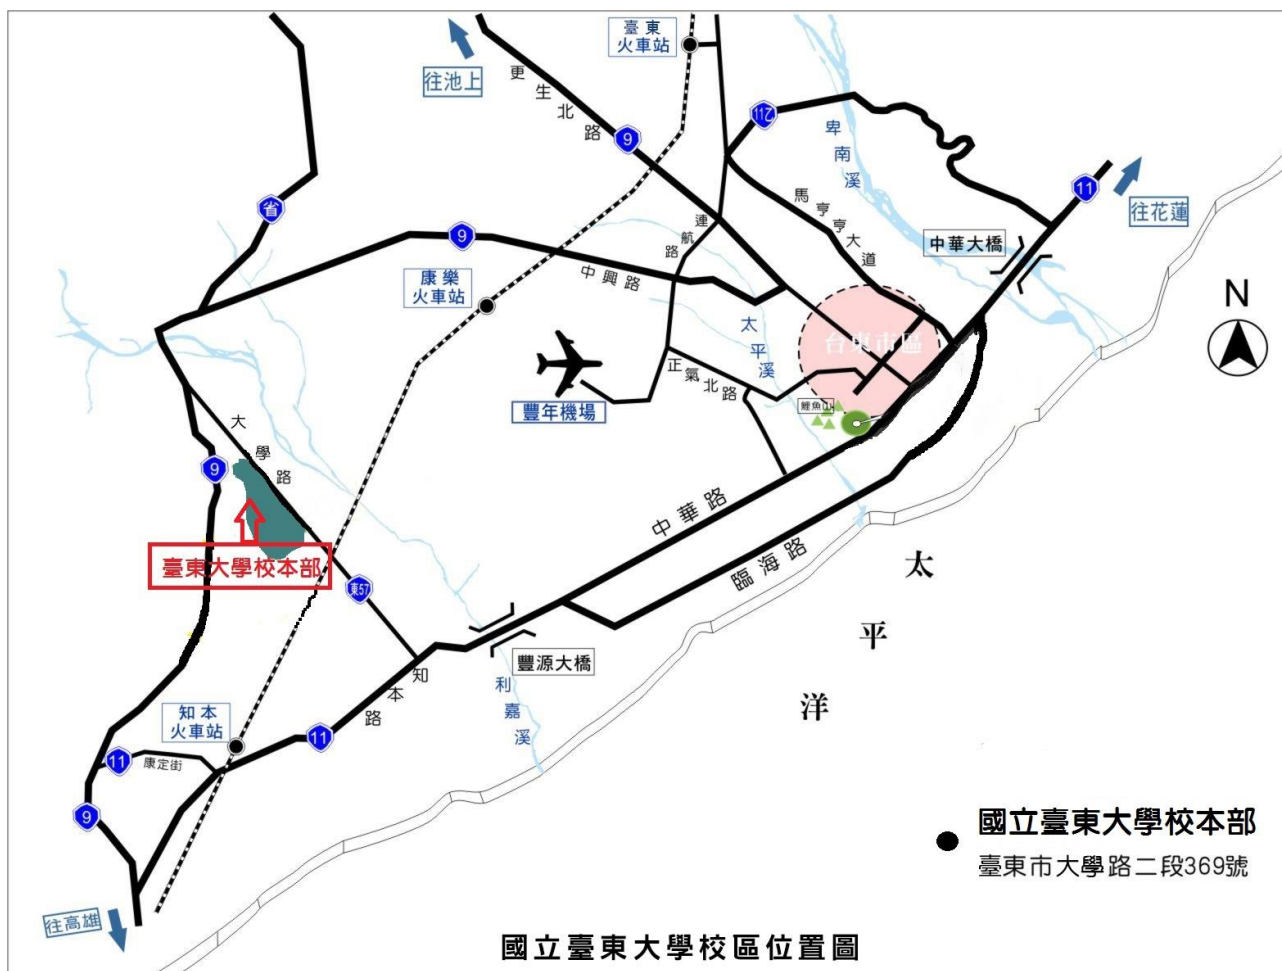 臺東
火車站
往池上
更生北路
9
11乙
卑南溪
11
往花蓮
省
9
連航路
馬亨亨大道
中華大橋
康樂
火車站
中興路
N
太平溪
台東市區
正氣北路
豐年機場
鯉魚山
大學路
9
中華路
臨海路
臺東大學校本部
東57
太平洋
豐源大橋
知本路
利嘉溪
知本
火車站
11
11
康定街
9
國立臺東大學校本部
臺東市大學路二段369號
往高雄
國立臺東大學校區位置圖